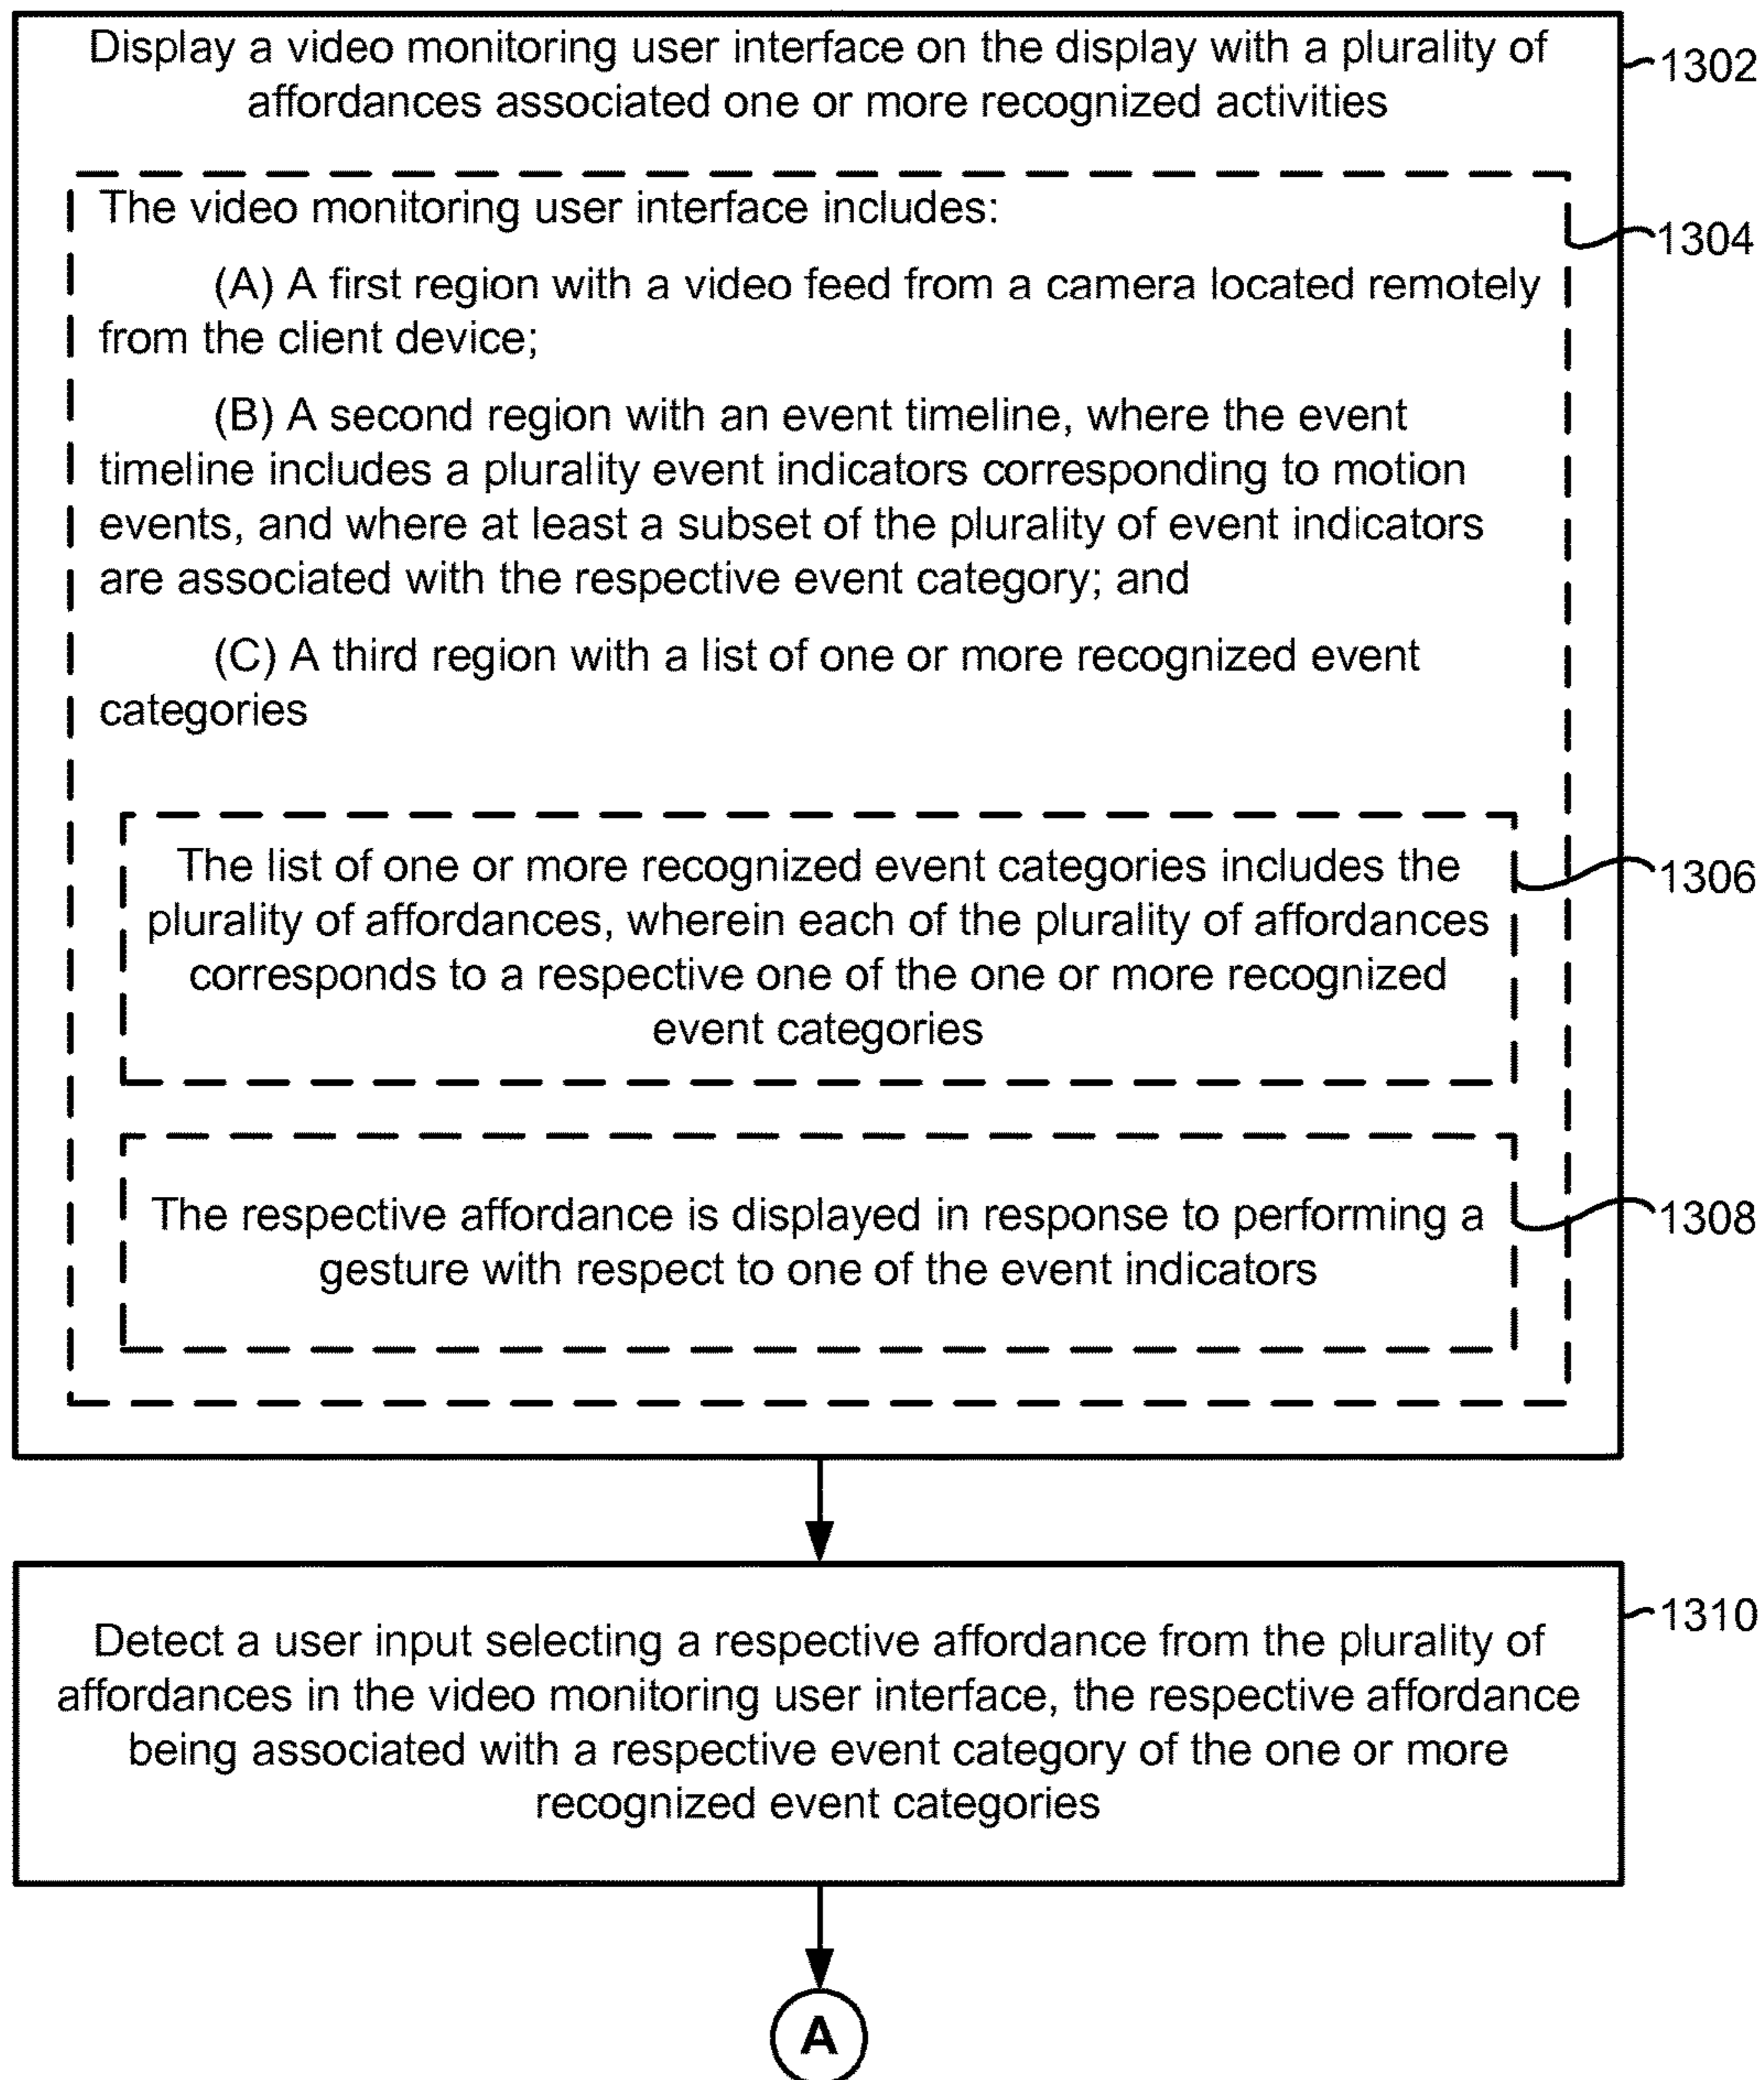 Display a video monitoring user interface on the display with a plurality of
affordances associated one or more recognized activities
1302
The video monitoring user interface includes:
1304
(A) A first region with a video feed from a camera located remotely
from the client device;
(B) A second region with an event timeline, where the event
timeline includes a plurality event indicators corresponding to motion
events, and where at least a subset of the plurality of event indicators
are associated with the respective event category; and
(C) A third region with a list of one or more recognized event
categories
The list of one or more recognized event categories includes the
1306
plurality of affordances, wherein each of the plurality of affordances
corresponds to a respective one of the one or more recognized
event categories
The respective affordance is displayed in response to performing a
1308
gesture with respect to one of the event indicators
1310
Detect a user input selecting a respective affordance from the plurality of
affordances in the video monitoring user interface, the respective affordance
being associated with a respective event category of the one or more
recognized event categories
A